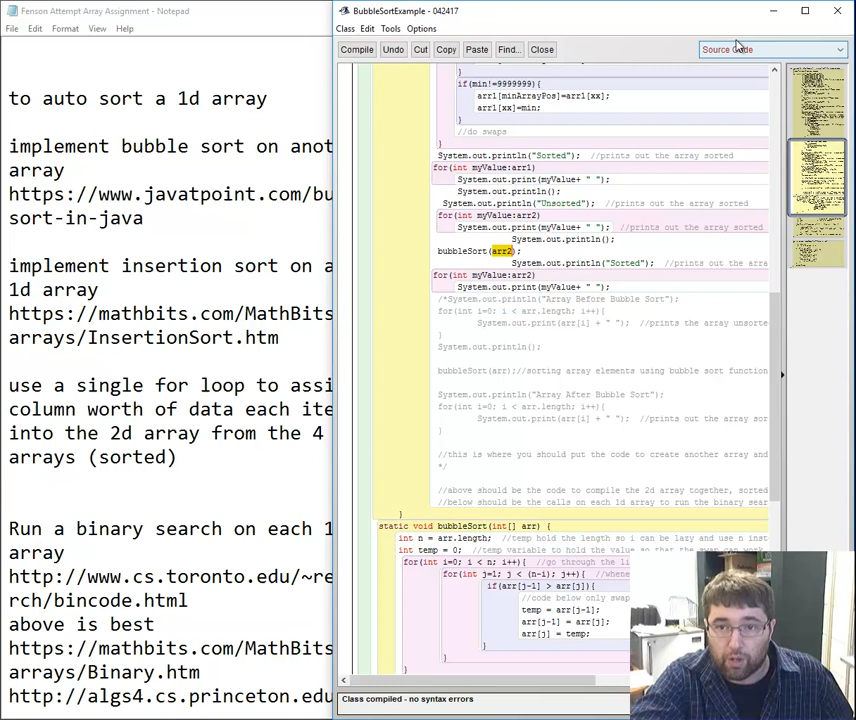 Fenson Attempt Array Assignment - Notepad
File Edit Format View Help
to auto sort a 1d array
implement bubble sort on anot
array
https://www.javatpoint.com/bu
sort-in-java
implement insertion sort on a
1d array
https://mathbits.com/MathBits
arrays/InsertionSort.htm
use a single for loop to assi
column worth of data each ite
into the 2d array from the 4
arrays (sorted)
Run a binary search on each 1
array
http://www.cs.toronto.edu/~re
rch/bincode.html
above is best
https://mathbits.com/MathBits
arrays/Binary.htm
http://algs4.cs.princeton.edu
BubbleSortExample - 042417
Class Edit Tools Options
Compile Undo Cut Copy Paste Find... Close
Source Code
}
if(min!=9999999){
arr1[minArrayPos]=arr1[xx];
arr1[xx]=min;
}
//do swaps
}
System.out.println("Sorted"); //prints out the array sorted
for(int myValue:arr1)
System.out.print(myValue+ " ");
System.out.println();
System.out.println("Unsorted"); //prints out the array sorted
for(int myValue:arr2)
System.out.print(myValue+ " "); //prints out the array sorted
System.out.println();
bubbleSort(arr2);
System.out.println("Sorted"); //prints out the arra
for(int myValue:arr2)
System.out.print(myValue+ " ");
/*System.out.println("Array Before Bubble Sort");
for(int i=0; i < arr.length; i++){
System.out.print(arr[i] + " "); //prints the array unsorte
}
System.out.println();
bubbleSort(arr);//sorting array elements using bubble sort function
System.out.println("Array After Bubble Sort");
for(int i=0; i < arr.length; i++){
System.out.print(arr[i] + " "); //prints out the array sor
}
//this is where you should put the code to create another array and
*/
//above should be the code to compile the 2d array together, sorted
//below should be the calls on each 1d array to run the binary sear
}
static void bubbleSort(int[] arr) {
int n = arr.length; //temp hold the length so i can be lazy and use n inst
int temp = 0; //temp variable to hold the value so that the swap can work
for(int i=0; i < n; i++){ //go through the li
for(int j=1; j < (n-i); j++){ //whene
if(arr[j-1] > arr[j]){
//code below only swap
temp = arr[j-1];
arr[j-1] = arr[j];
arr[j] = temp;
}
}
}
Class compiled - no syntax errors